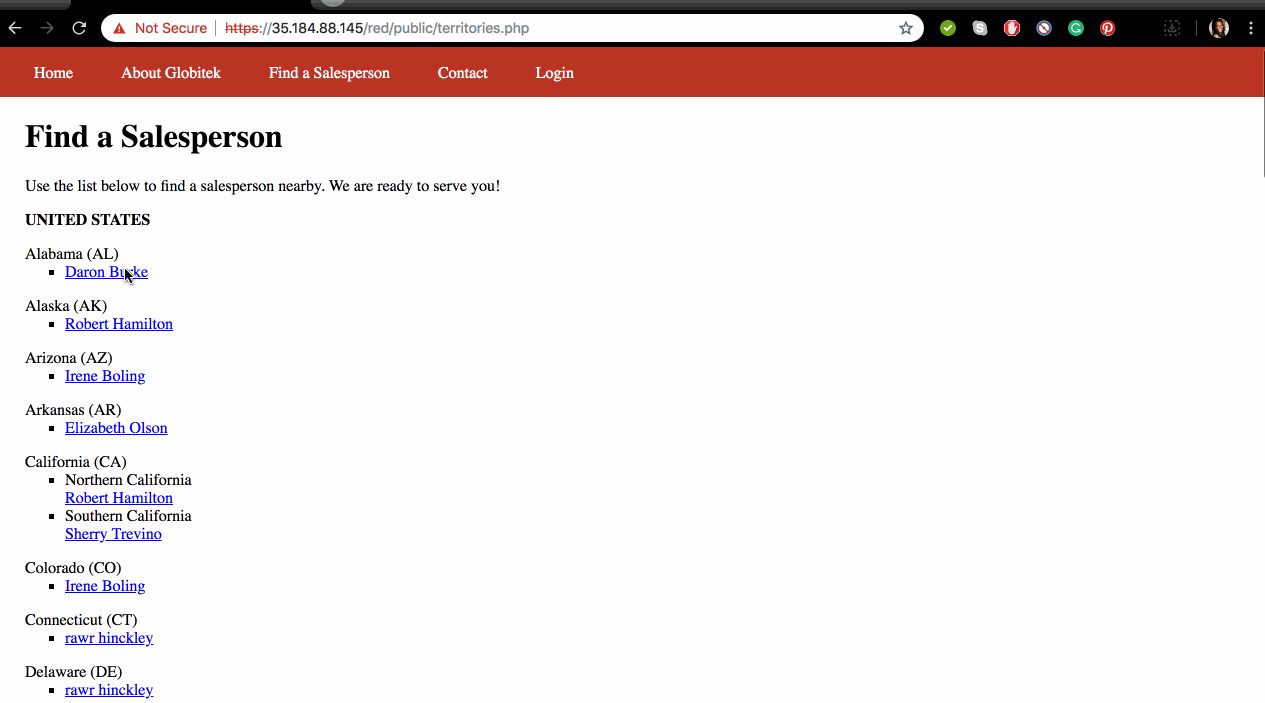 Not Secure | https://35.184.88.145/red/public/territories.php
Home About Globitek Find a Salesperson Contact Login
Find a Salesperson
Use the list below to find a salesperson nearby. We are ready to serve you!
UNITED STATES
Alabama (AL)
Daron Burke
Alaska (AK)
Robert Hamilton
Arizona (AZ)
Irene Boling
Arkansas (AR)
Elizabeth Olson
California (CA)
Northern California
Robert Hamilton
Southern California
Sherry Trevino
Colorado (CO)
Irene Boling
Connecticut (CT)
rawr hinckley
Delaware (DE)
rawr hinckley